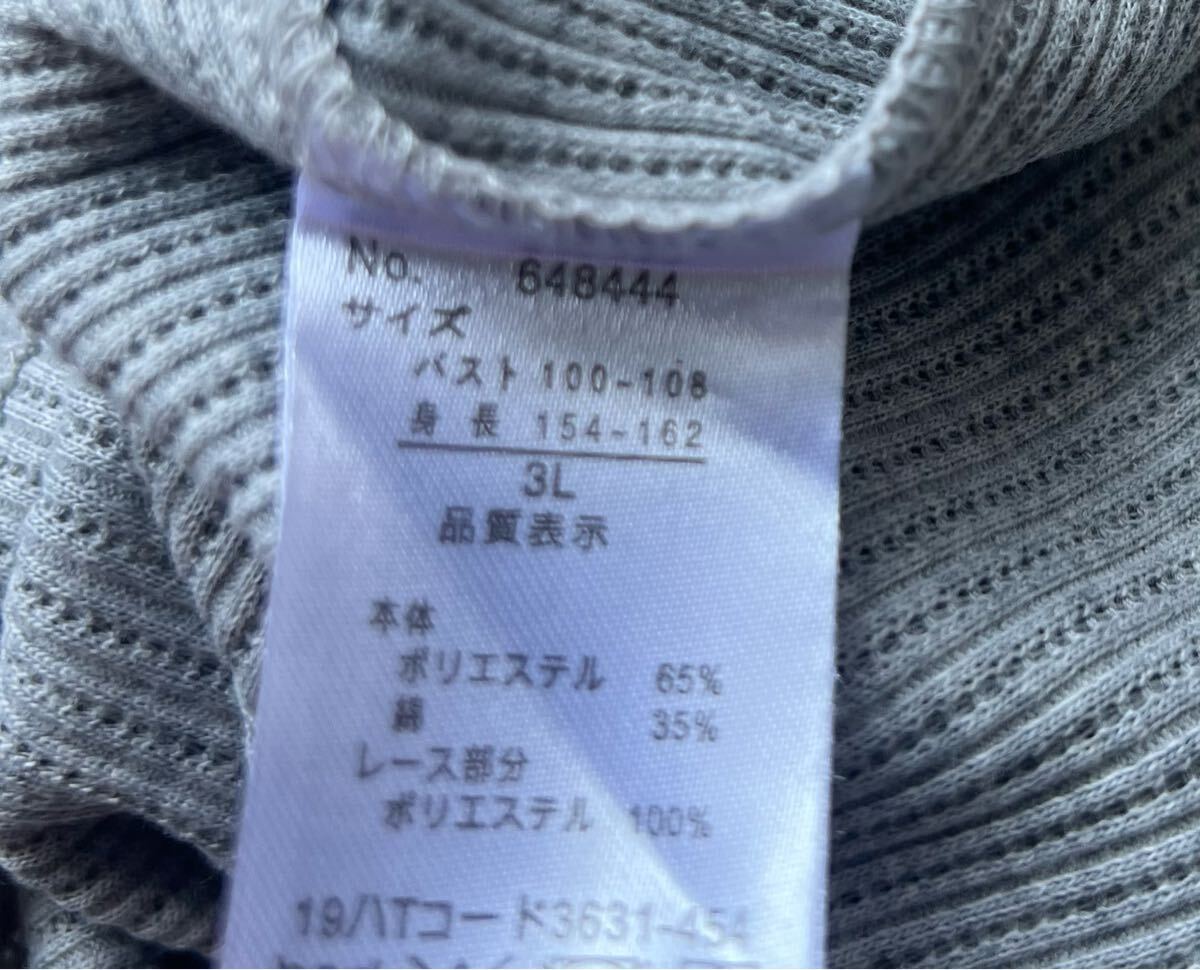 No. 648444
サイズ
バスト 100-108
身長 154-162
3L
品質表示
本体
ポリエステル 65%
綿 35%
レース部分
ポリエステル 100%
19/ハTコード3631-454